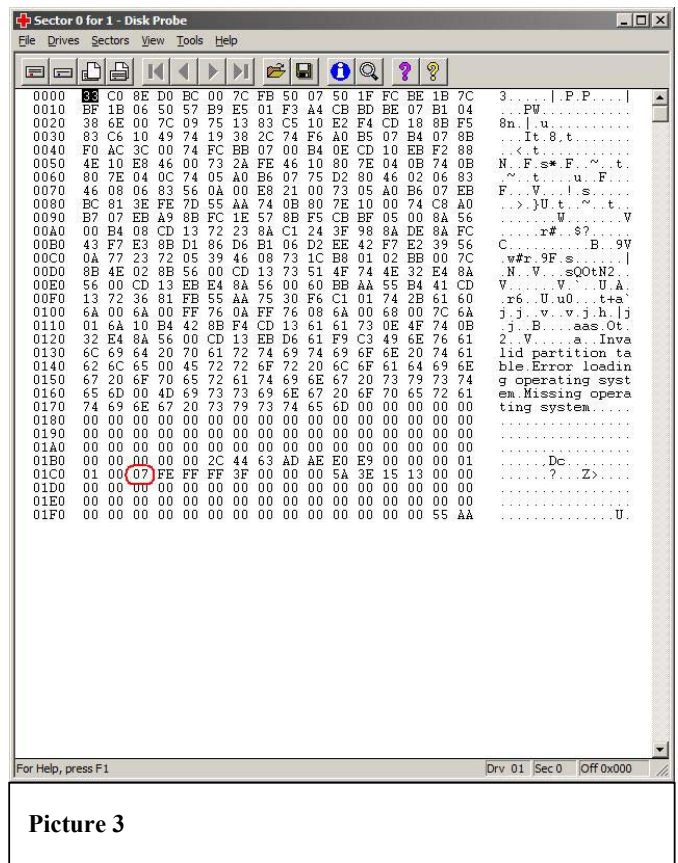 Sector 0 for 1 - Disk Probe
File Drives Sectors View Tools Help
0000 33 C0 8E D0 BC 00 7C FB 50 07 50 1F FC BE 1B 7C 3.....|.P.P....|
0010 BF 1B 06 50 57 B9 E5 01 F3 A4 CB BD BE 07 B1 04 ...PW...........
0020 38 6E 00 7C 09 75 13 83 C5 10 E2 F4 CD 18 8B F5 8n.|.u..........
0030 83 C6 10 49 74 19 38 2C 74 F6 A0 B5 07 B4 07 8B ...It.8,t.......
0040 F0 AC 3C 00 74 FC BB 07 00 B4 0E CD 10 EB F2 88 ..<.t...........
0050 4E 10 E8 46 00 73 2A FE 46 10 80 7E 04 0B 74 0B N..F.s*.F..~..t.
0060 80 7E 04 0C 74 05 A0 B6 07 75 D2 80 46 02 06 83 .~..t....u..F...
0070 46 08 06 83 56 0A 00 E8 21 00 73 05 A0 B6 07 EB F...V...!.s.....
0080 BC 81 3E FE 7D 55 AA 74 0B 80 7E 10 00 74 C8 A0 ..>.}U.t..~..t..
0090 B7 07 EB A9 8B FC 1E 57 8B F5 CB BF 05 00 8A 56 .......W.......V
00A0 00 B4 08 CD 13 72 23 8A C1 24 3F 98 8A DE 8A FC .....r#..$?.....
00B0 43 F7 E3 8B D1 86 D6 B1 06 D2 EE 42 F7 E2 39 56 C..........B..9V
00C0 0A 77 23 72 05 39 46 08 73 1C B8 01 02 BB 00 7C .w#r.9F.s......|
00D0 8B 4E 02 8B 56 00 CD 13 73 51 4F 74 4E 32 E4 8A .N..V...sQOtN2..
00E0 56 00 CD 13 EB E4 8A 56 00 60 BB AA 55 B4 41 CD V......V.`..U.A.
00F0 13 72 36 81 FB 55 AA 75 30 F6 C1 01 74 2B 61 60 .r6..U.u0...t+a`
0100 6A 00 6A 00 FF 76 0A FF 76 08 6A 00 68 00 7C 6A j.j..v..v.j.h.|j
0110 01 6A 10 B4 42 8B F4 CD 13 61 61 73 0E 4F 74 0B .j..B....aas.Ot.
0120 32 E4 8A 56 00 CD 13 EB D6 61 F9 C3 49 6E 76 61 2..V.....a..Inva
0130 6C 69 64 20 70 61 72 74 69 74 69 6F 6E 20 74 61 lid partition ta
0140 62 6C 65 00 45 72 72 6F 72 20 6C 6F 61 64 69 6E ble.Error loadin
0150 67 20 6F 70 65 72 61 74 69 6E 67 20 73 79 73 74 g operating syst
0160 65 6D 00 4D 69 73 73 69 6E 67 20 6F 70 65 72 61 em.Missing opera
0170 74 69 6E 67 20 73 79 73 74 65 6D 00 00 00 00 00 ting system.....
0180 00 00 00 00 00 00 00 00 00 00 00 00 00 00 00 00 ................
0190 00 00 00 00 00 00 00 00 00 00 00 00 00 00 00 00 ................
01A0 00 00 00 00 00 00 00 00 00 00 00 00 00 00 00 00 ................
01B0 00 00 00 00 00 2C 44 63 AD AE E0 E9 00 00 00 01 .....,Dc........
01C0 01 00 07 FE FF FF 3F 00 00 00 5A 3E 15 13 00 00 ......?...Z>....
01D0 00 00 00 00 00 00 00 00 00 00 00 00 00 00 00 00 ................
01E0 00 00 00 00 00 00 00 00 00 00 00 00 00 00 00 00 ................
01F0 00 00 00 00 00 00 00 00 00 00 00 00 00 00 55 AA ..............U.
For Help, press F1 Drv 01 Sec 0 Off 0x000
Picture 3